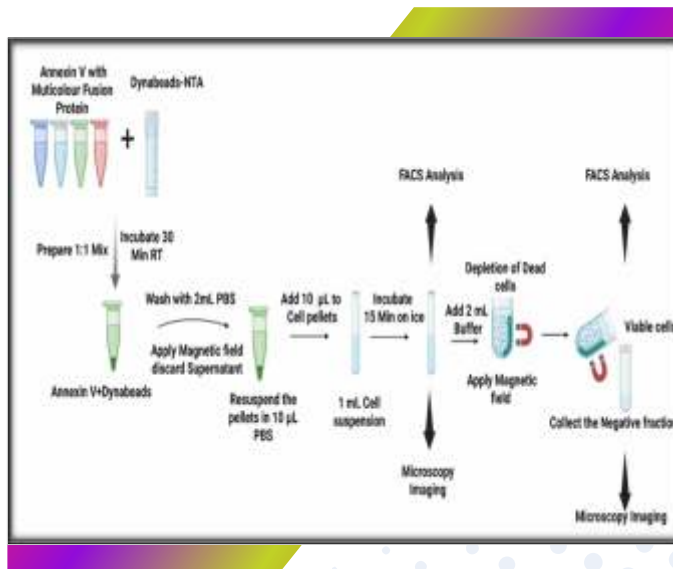 Annexin V with
Muticolour Fusion
Protein
Dynabeads-NTA
+
Prepare 1:1 Mix
Incubate 30
Min RT
Annexin V+Dynabeads
Wash with 2mL PBS
Apply Magnetic field
discard Supernatant
Resuspend the
pellets in 10 µL
PBS
Add 10 µL to
Cell pellets
1 mL Cell
suspension
Incubate
15 Min on ice
FACS Analysis
Microscopy
Imaging
Add 2 mL
Buffer
Depletion of Dead
cells
Apply Magnetic
field
FACS Analysis
Viable cells
Collect the Negative fraction
Microscopy Imaging